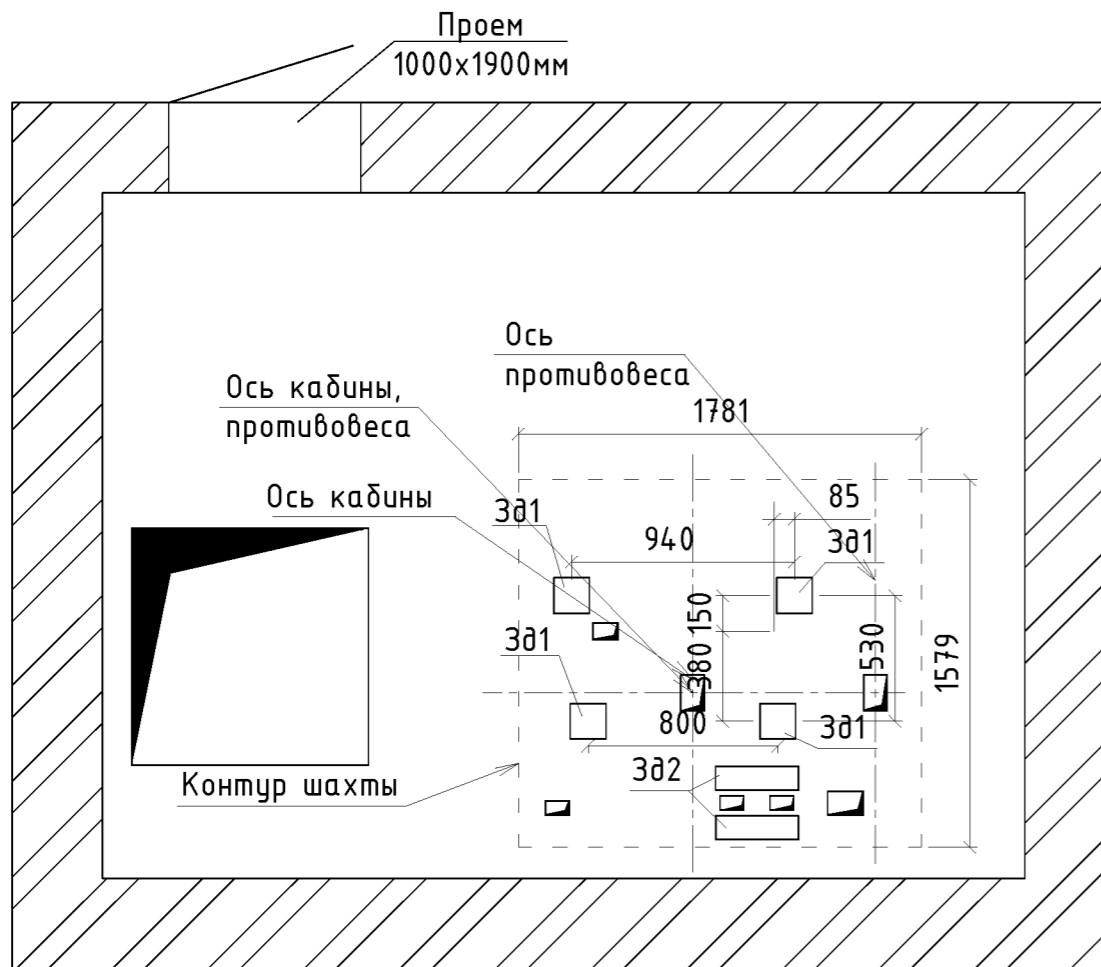 Проем
1000х1900мм
Ось
противовеса
1781
Ось кабины,
противовеса
Ось кабины
Зд1
85
940
Зд1
150
530
1579
Зд1
380
800
Зд1
Зд2
Контур шахты